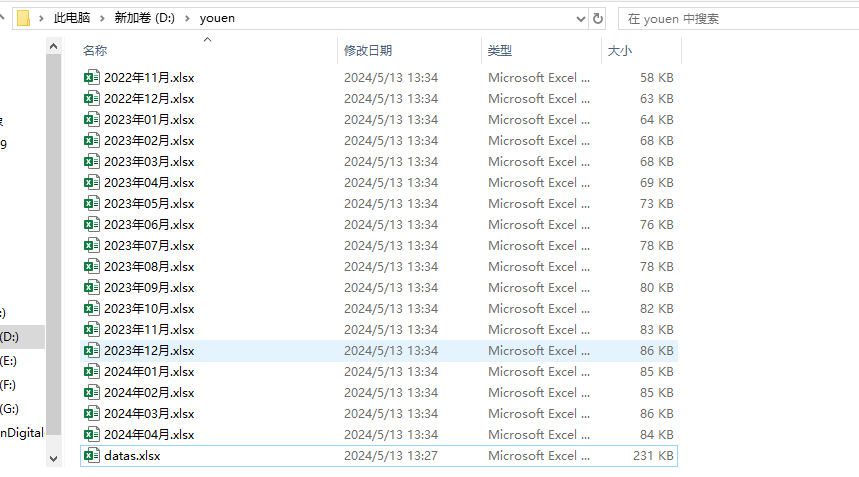 此电脑 新加卷 (D:) youen 在 youen 中搜索
名称 修改日期 类型 大小
2022年11月.xlsx 2024/5/13 13:34 Microsoft Excel ... 58 KB
2022年12月.xlsx 2024/5/13 13:34 Microsoft Excel ... 63 KB
2023年01月.xlsx 2024/5/13 13:34 Microsoft Excel ... 64 KB
2023年02月.xlsx 2024/5/13 13:34 Microsoft Excel ... 68 KB
9
2023年03月.xlsx 2024/5/13 13:34 Microsoft Excel ... 68 KB
2023年04月.xlsx 2024/5/13 13:34 Microsoft Excel ... 69 KB
2023年05月.xlsx 2024/5/13 13:34 Microsoft Excel ... 73 KB
2023年06月.xlsx 2024/5/13 13:34 Microsoft Excel ... 76 KB
2023年07月.xlsx 2024/5/13 13:34 Microsoft Excel ... 78 KB
2023年08月.xlsx 2024/5/13 13:34 Microsoft Excel ... 78 KB
2023年09月.xlsx 2024/5/13 13:34 Microsoft Excel ... 80 KB
2023年10月.xlsx 2024/5/13 13:34 Microsoft Excel ... 82 KB
:)
2023年11月.xlsx 2024/5/13 13:34 Microsoft Excel ... 83 KB
(D:)
2023年12月.xlsx 2024/5/13 13:34 Microsoft Excel ... 86 KB
(E:)
2024年01月.xlsx 2024/5/13 13:34 Microsoft Excel ... 85 KB
(F:)
2024年02月.xlsx 2024/5/13 13:34 Microsoft Excel ... 85 KB
(G:)
2024年03月.xlsx 2024/5/13 13:34 Microsoft Excel ... 86 KB
nDigital
2024年04月.xlsx 2024/5/13 13:34 Microsoft Excel ... 84 KB
datas.xlsx 2024/5/13 13:27 Microsoft Excel ... 231 KB